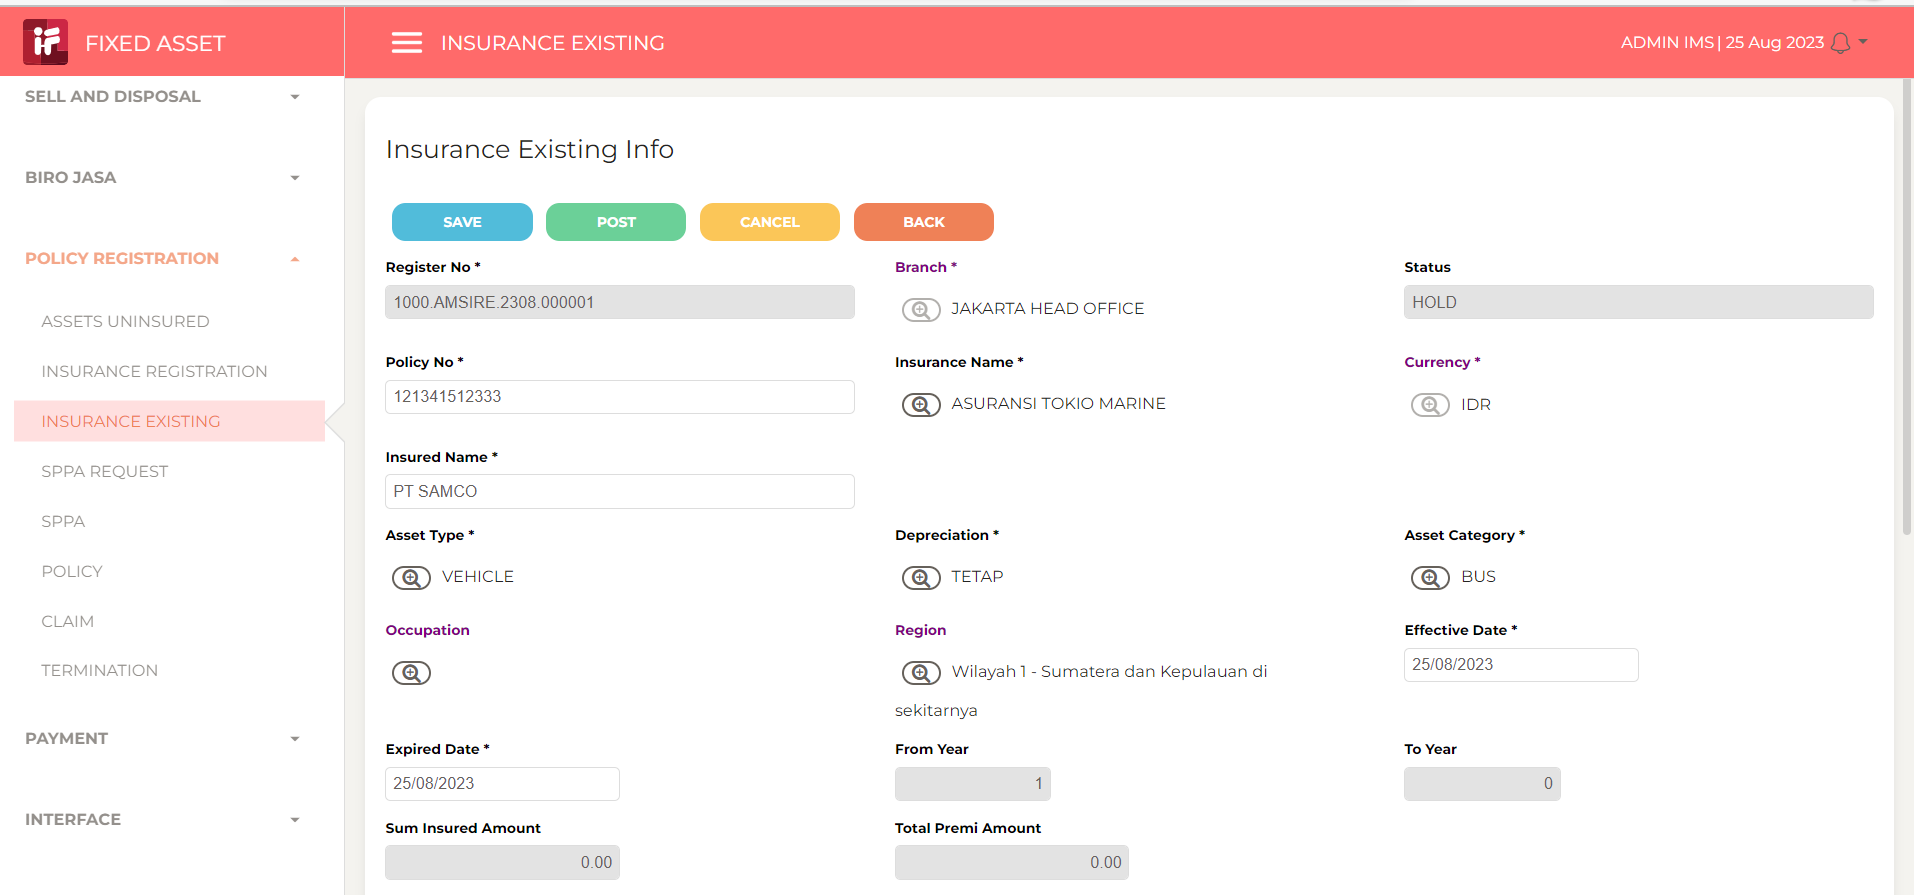 iF FIXED ASSET
INSURANCE EXISTING
ADMIN IMS | 25 Aug 2023
SELL AND DISPOSAL
BIRO JASA
POLICY REGISTRATION
ASSETS UNINSURED
INSURANCE REGISTRATION
INSURANCE EXISTING
SPPA REQUEST
SPPA
POLICY
CLAIM
TERMINATION
PAYMENT
INTERFACE
Insurance Existing Info
SAVE POST CANCEL BACK
Register No * Branch * Status
1000.AMSIRE.2308.000001 JAKARTA HEAD OFFICE HOLD
Policy No * Insurance Name * Currency *
121341512333 ASURANSI TOKIO MARINE IDR
Insured Name *
PT SAMCO
Asset Type * Depreciation * Asset Category *
VEHICLE TETAP BUS
Occupation Region Effective Date *
Wilayah 1 - Sumatera dan Kepulauan di 25/08/2023
sekitarnya
Expired Date * From Year To Year
25/08/2023 1 0
Sum Insured Amount Total Premi Amount
0.00 0.00